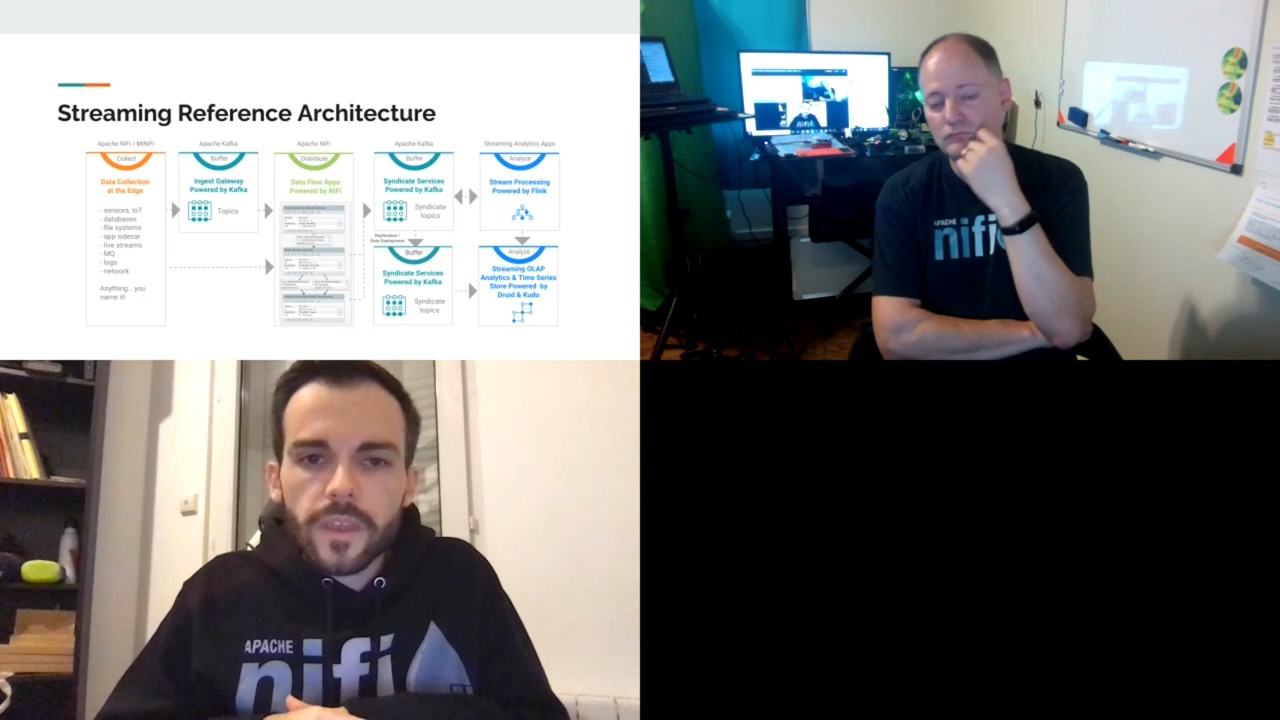 Streaming Reference Architecture
Apache NiFi / MiNiFi
Collect
Data Collection
at the Edge
- sensors, IoT
- databases
- file systems
- app sidecar
- live streams
- MQ
- logs
- network
Anything... you
name it!
Apache Kafka
Buffer
Ingest Gateway
Powered by Kafka
Topics
Apache NiFi
Distribute
Data Flow Apps
Powered by NiFi
Apache Kafka
Buffer
Syndicate Services
Powered by Kafka
Syndicate
topics
Replication /
Data Deployment
Buffer
Syndicate Services
Powered by Kafka
Syndicate
topics
Streaming Analytics Apps
Analyze
Stream Processing
Powered by Flink
Analyze
Streaming OLAP
Analytics & Time Series
Store Powered by
Druid & Kudu
APACHE
nifi
APACHE
nifi